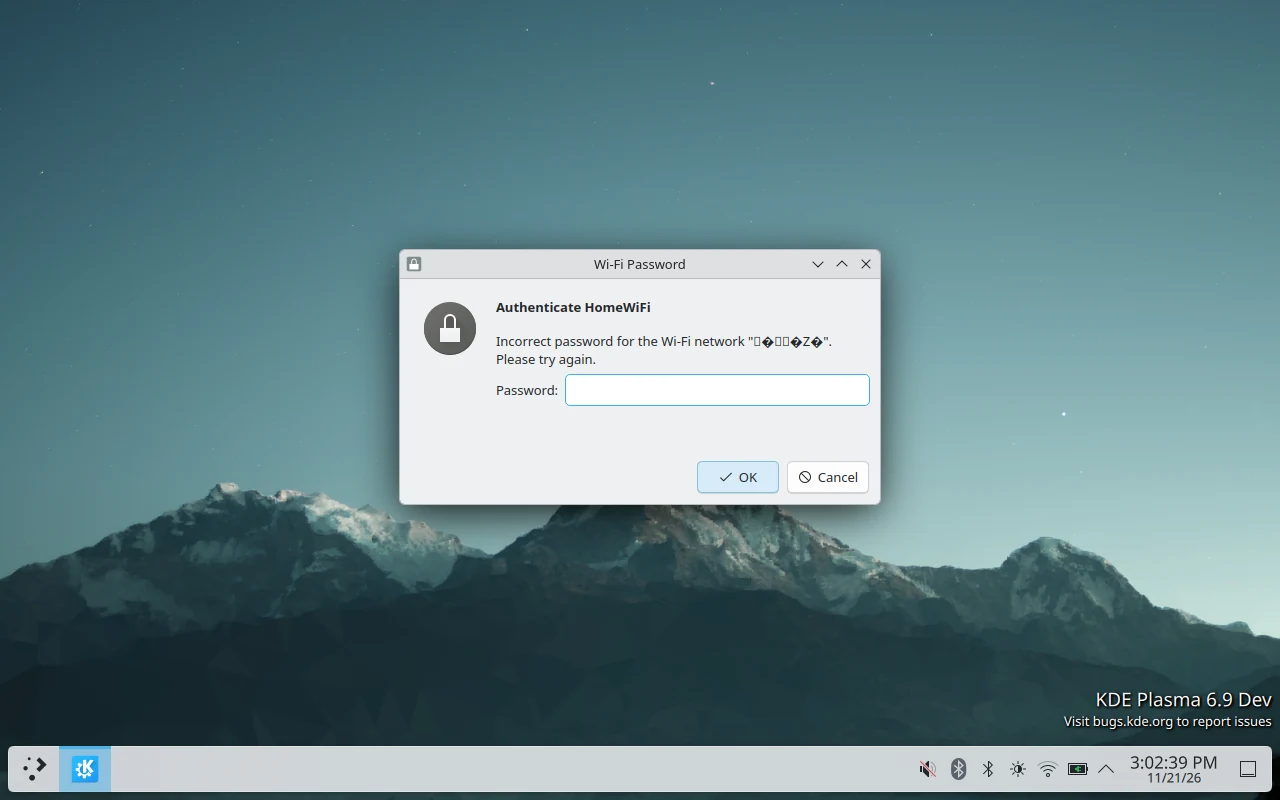 Wi-Fi Password
Authenticate HomeWiFi
Incorrect password for the Wi-Fi network "▯�▯▯�Z�".
Please try again.
Password:
OK
Cancel
KDE Plasma 6.9 Dev
Visit bugs.kde.org to report issues
3:02:39 PM
11/21/26